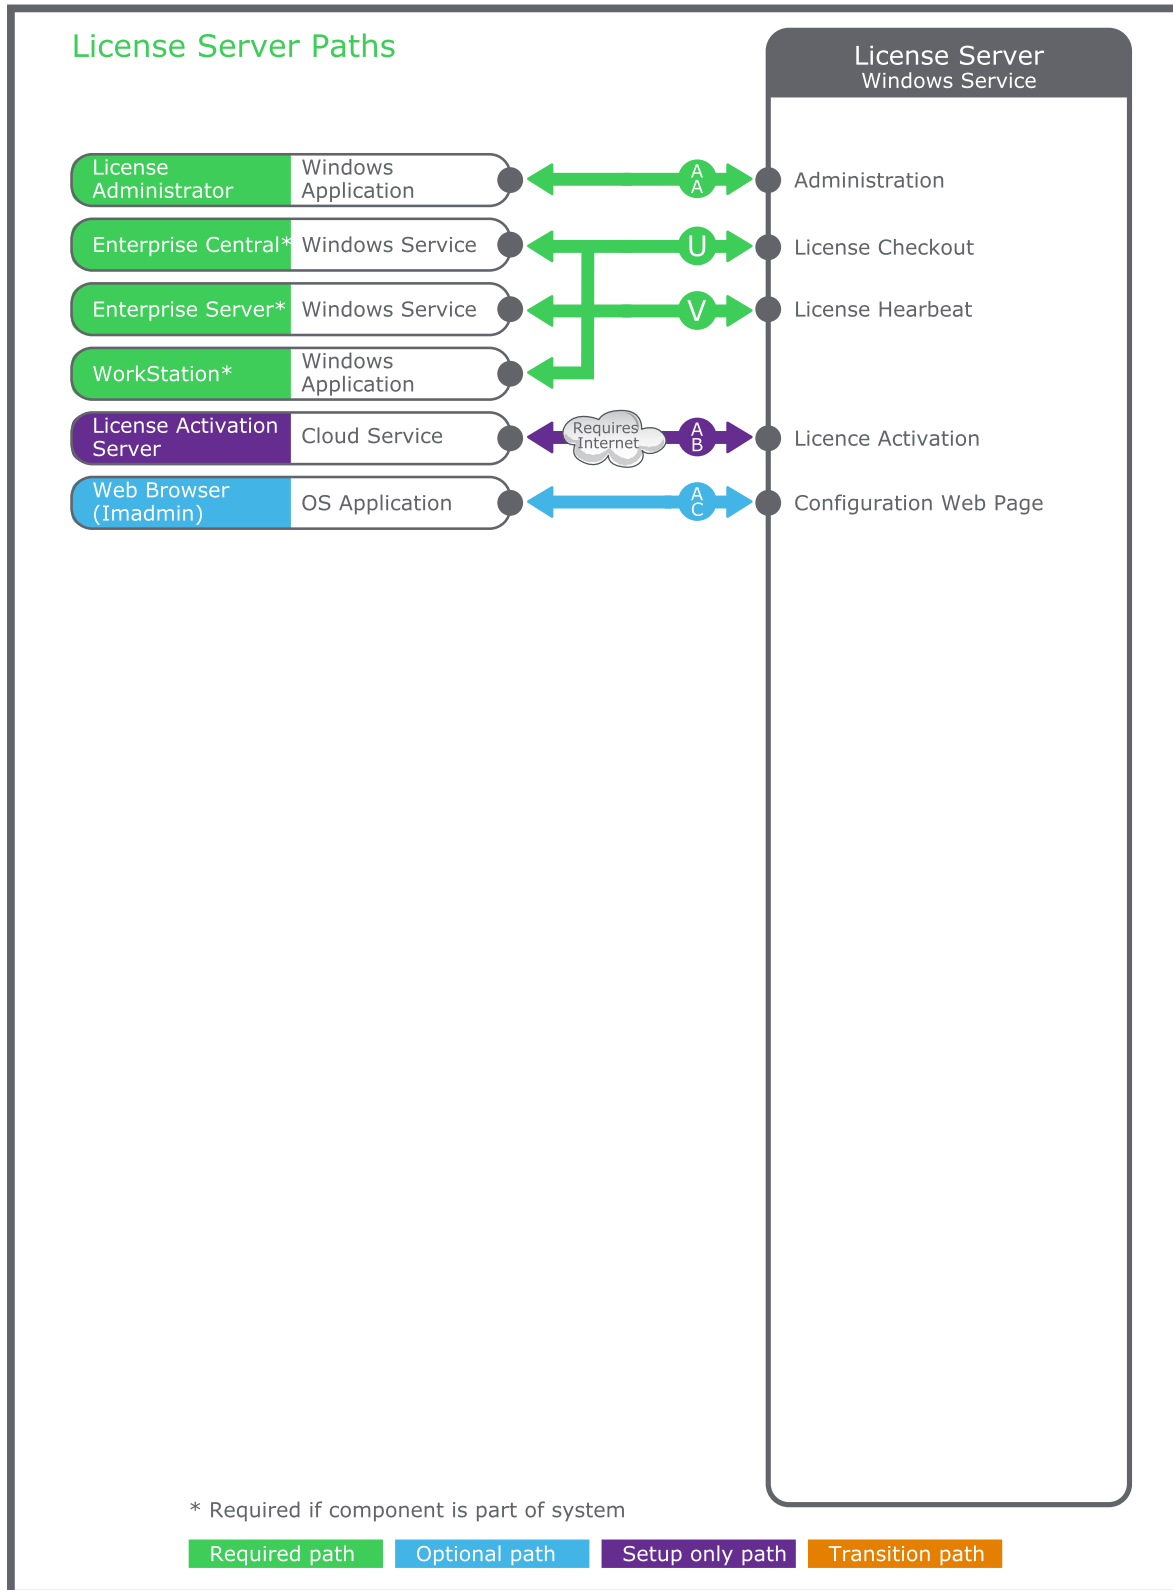 License Server Paths
License Server
Windows Service
License
Administrator
Windows
Application
A
A
Administration
Enterprise Central*
Windows Service
U
License Checkout
Enterprise Server*
Windows Service
V
License Hearbeat
WorkStation*
Windows
Application
License Activation
Server
Cloud Service
Requires
Internet
A
B
Licence Activation
Web Browser
(Imadmin)
OS Application
A
C
Configuration Web Page
* Required if component is part of system
Required path
Optional path
Setup only path
Transition path